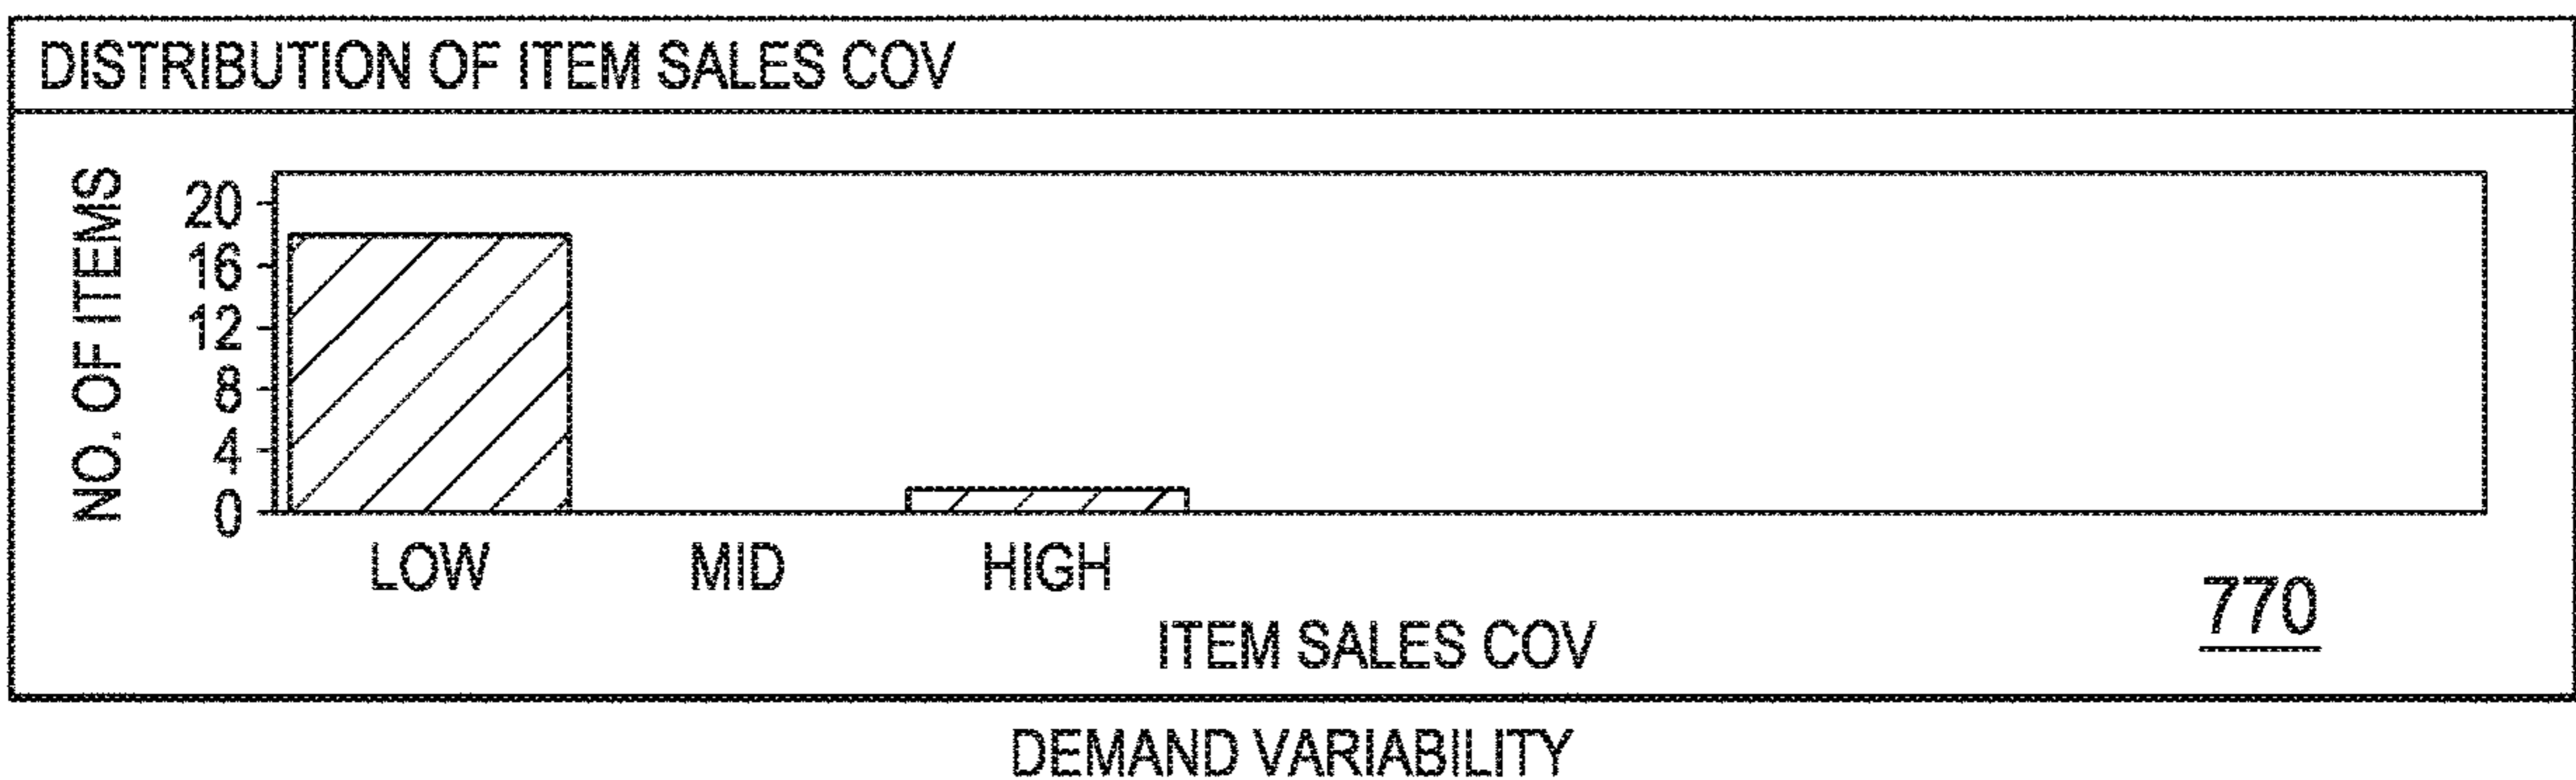 DISTRIBUTION OF ITEM SALES COV
NO. OF ITEMS
20
16
12
8
4
0
LOW MID HIGH
ITEM SALES COV
770
DEMAND VARIABILITY